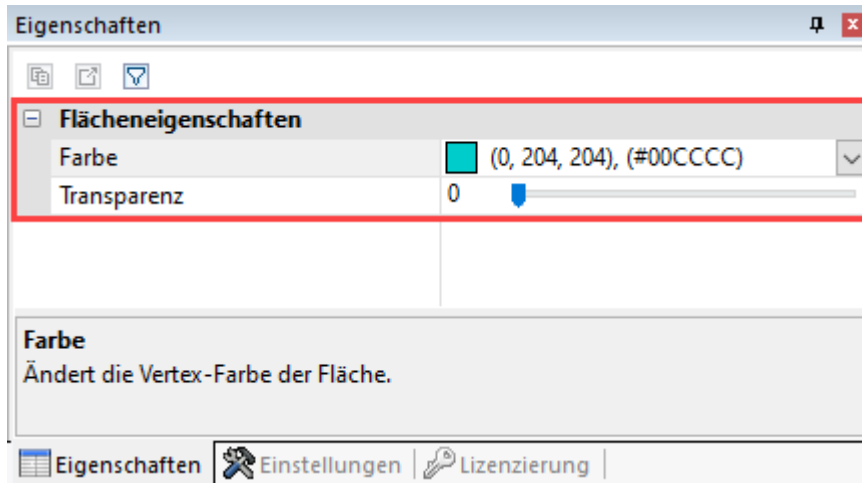 Eigenschaften
Flächeneigenschaften
Farbe (0, 204, 204), (#00CCCC)
Transparenz 0
Farbe
Ändert die Vertex-Farbe der Fläche.
Eigenschaften Einstellungen Lizenzierung